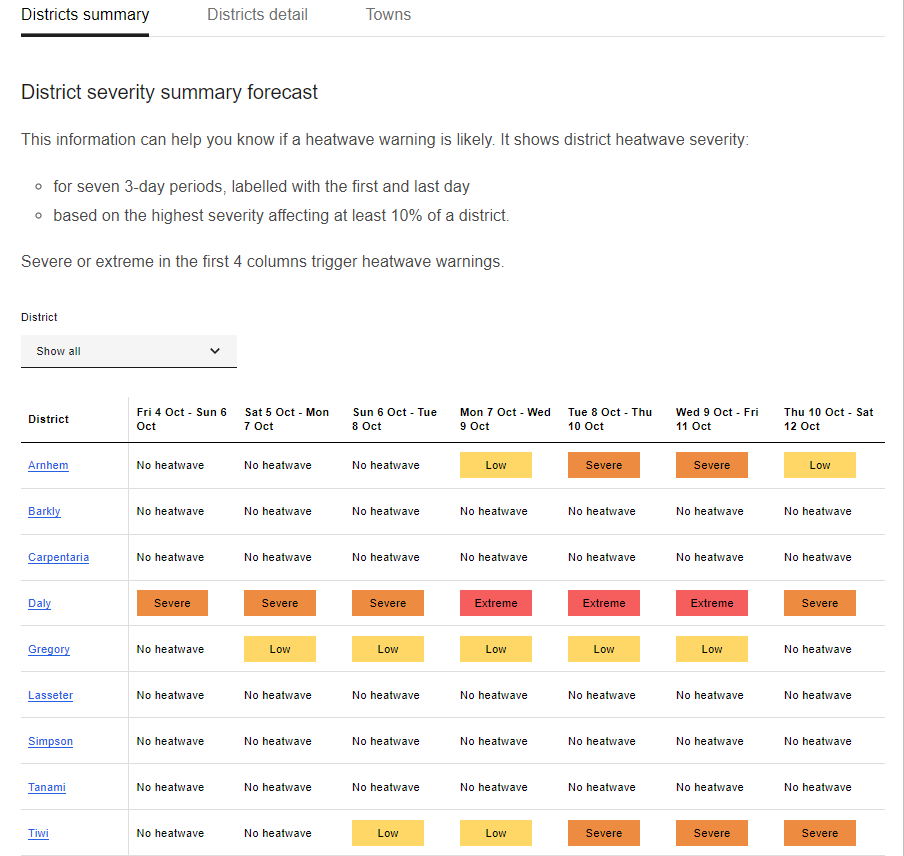 Districts summary Districts detail Towns
District severity summary forecast
This information can help you know if a heatwave warning is likely. It shows district heatwave severity:
for seven 3-day periods, labelled with the first and last day
based on the highest severity affecting at least 10% of a district.
Severe or extreme in the first 4 columns trigger heatwave warnings.
District
Show all
District Fri 4 Oct - Sun 6 Oct Sat 5 Oct - Mon 7 Oct Sun 6 Oct - Tue 8 Oct Mon 7 Oct - Wed 9 Oct Tue 8 Oct - Thu 10 Oct Wed 9 Oct - Fri 11 Oct Thu 10 Oct - Sat 12 Oct
Arnhem No heatwave No heatwave No heatwave Low Severe Severe Low
Barkly No heatwave No heatwave No heatwave No heatwave No heatwave No heatwave No heatwave
Carpentaria No heatwave No heatwave No heatwave No heatwave No heatwave No heatwave No heatwave
Daly Severe Severe Severe Extreme Extreme Extreme Severe
Gregory No heatwave Low Low Low Low Low No heatwave
Lasseter No heatwave No heatwave No heatwave No heatwave No heatwave No heatwave No heatwave
Simpson No heatwave No heatwave No heatwave No heatwave No heatwave No heatwave No heatwave
Tanami No heatwave No heatwave No heatwave No heatwave No heatwave No heatwave No heatwave
Tiwi No heatwave No heatwave Low Low Severe Severe Severe